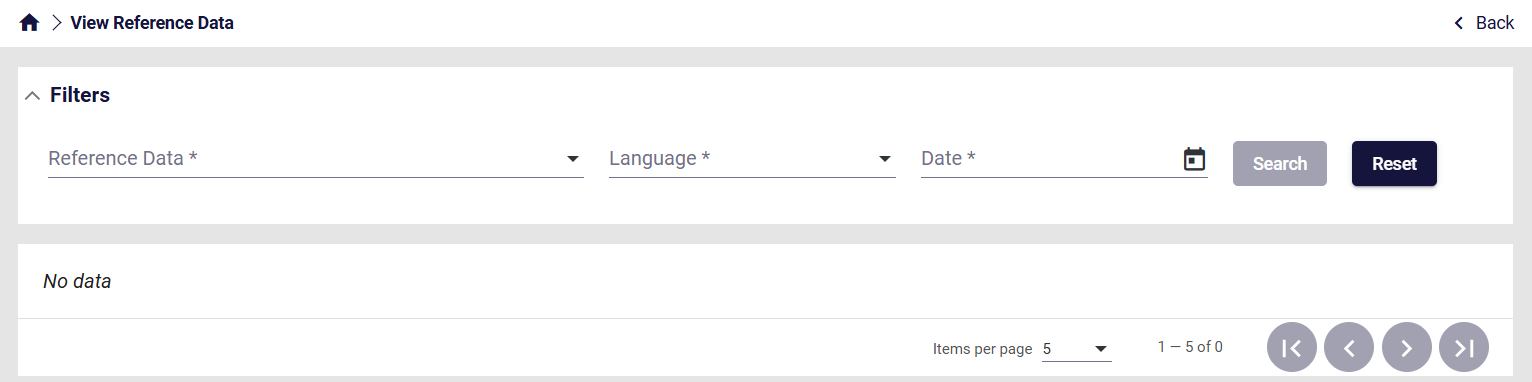 View Reference Data
Back
Filters
Reference Data *
Language *
Date *
Search
Reset
No data
Items per page 5
1 — 5 of 0